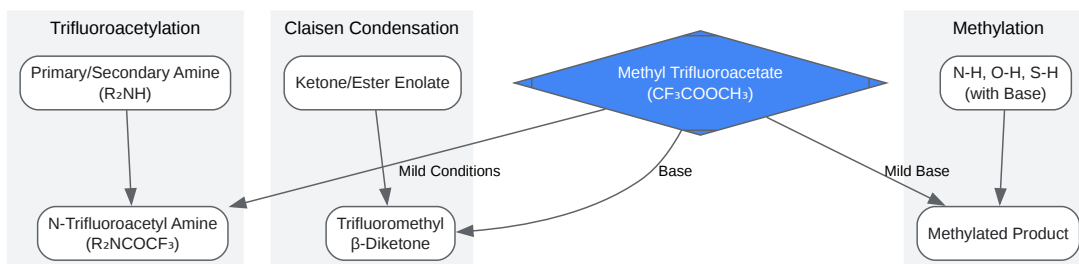 Trifluoroacetylation
Primary/Secondary Amine
(R₂NH)
N-Trifluoroacetyl Amine
(R₂NCOCF₃)
Claisen Condensation
Ketone/Ester Enolate
Trifluoromethyl
β-Diketone
Methyl Trifluoroacetate
(CF₃COOCH₃)
Mild Conditions
Base
Mild Base
Methylation
N-H, O-H, S-H
(with Base)
Methylated Product